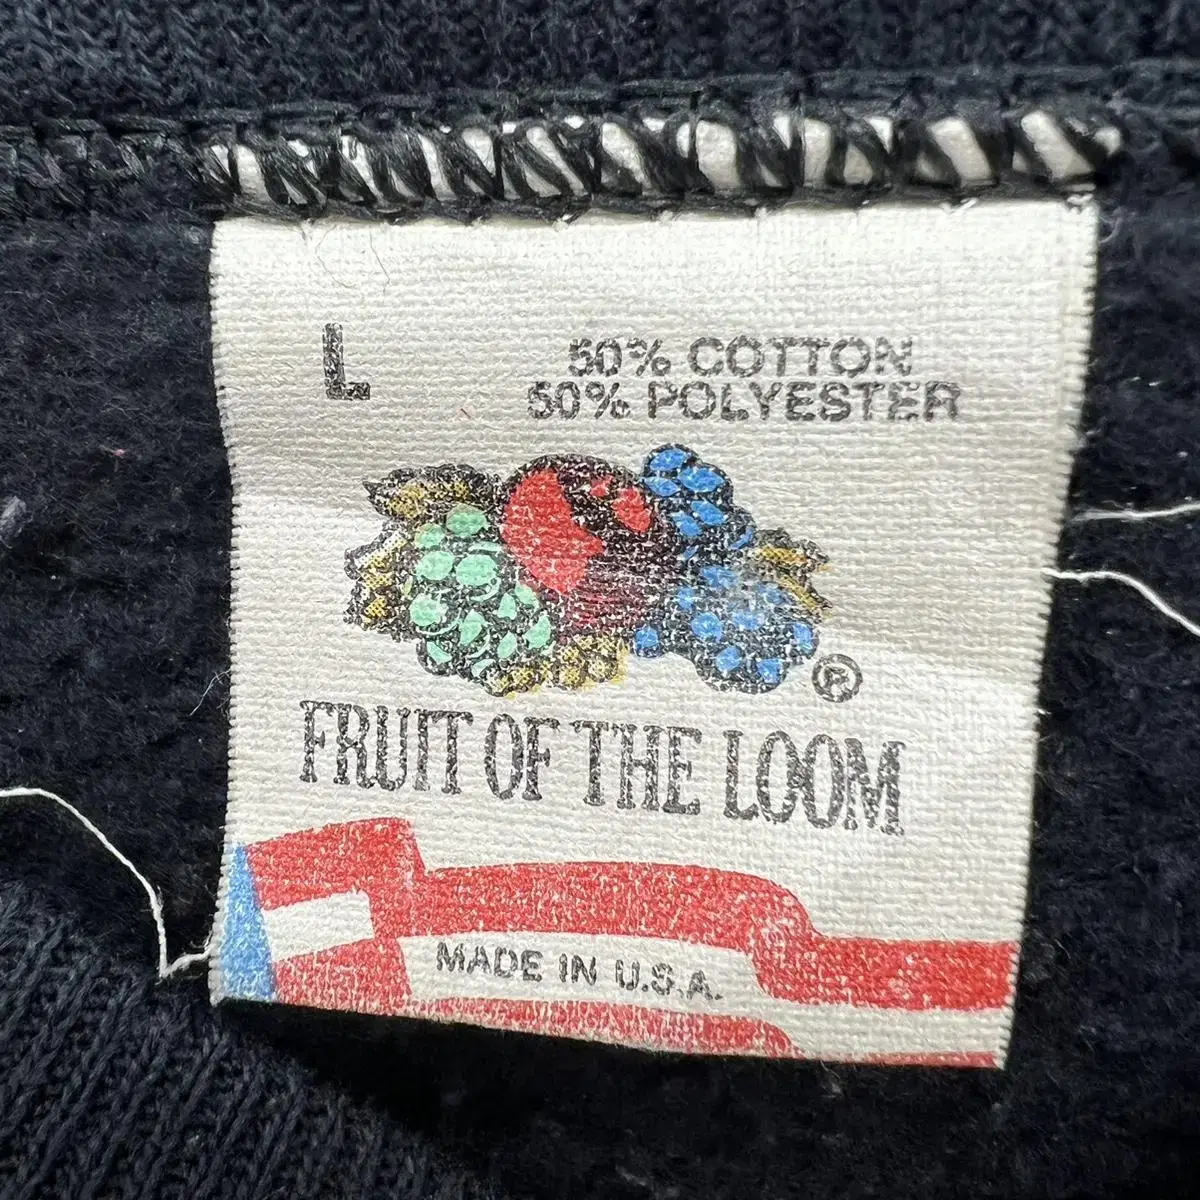 L
50% COTTON
50% POLYESTER
®
FRUIT OF THE LOOM
MADE IN U.S.A.